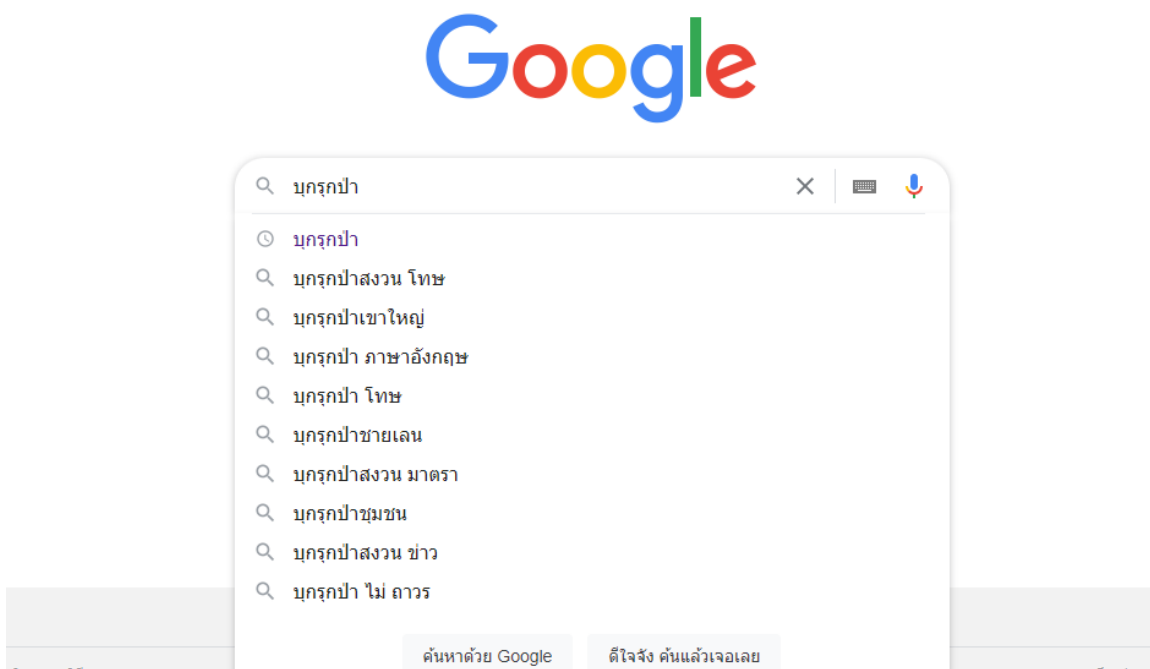 Google
บุกรุกป่า
บุกรุกป่า
บุกรุกป่าสงวน โทษ
บุกรุกป่าเขาใหญ่
บุกรุกป่า ภาษาอังกฤษ
บุกรุกป่า โทษ
บุกรุกป่าชายเลน
บุกรุกป่าสงวน มาตรา
บุกรุกป่าชุมชน
บุกรุกป่าสงวน ข่าว
บุกรุกป่า ไม่ ถาวร
ค้นหาด้วย Google
ดีใจจัง ค้นแล้วเจอเลย